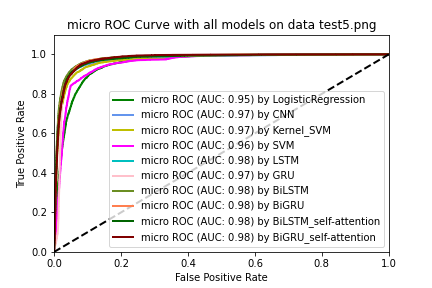 micro ROC Curve with all models on data test5.png
True Positive Rate
1.0
0.8
0.6
0.4
0.2
0.0
micro ROC (AUC: 0.95) by LogisticRegression
micro ROC (AUC: 0.97) by CNN
micro ROC (AUC: 0.97) by Kernel_SVM
micro ROC (AUC: 0.96) by SVM
micro ROC (AUC: 0.98) by LSTM
micro ROC (AUC: 0.97) by GRU
micro ROC (AUC: 0.98) by BiLSTM
micro ROC (AUC: 0.98) by BiGRU
micro ROC (AUC: 0.98) by BiLSTM_self-attention
micro ROC (AUC: 0.98) by BiGRU_self-attention
0.0 0.2 0.4 0.6 0.8 1.0
False Positive Rate